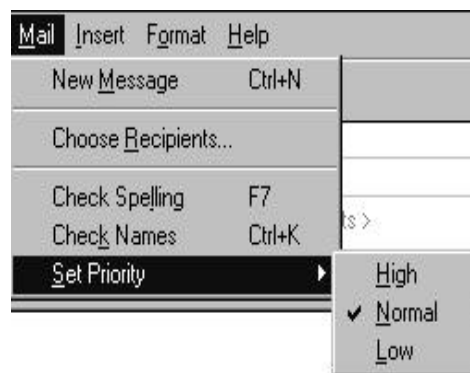 Mail Insert Format Help
New Message Ctrl+N
Choose Recipients...
Check Spelling F7
Check Names Ctrl+K
ts >
Set Priority
High
Normal
Low